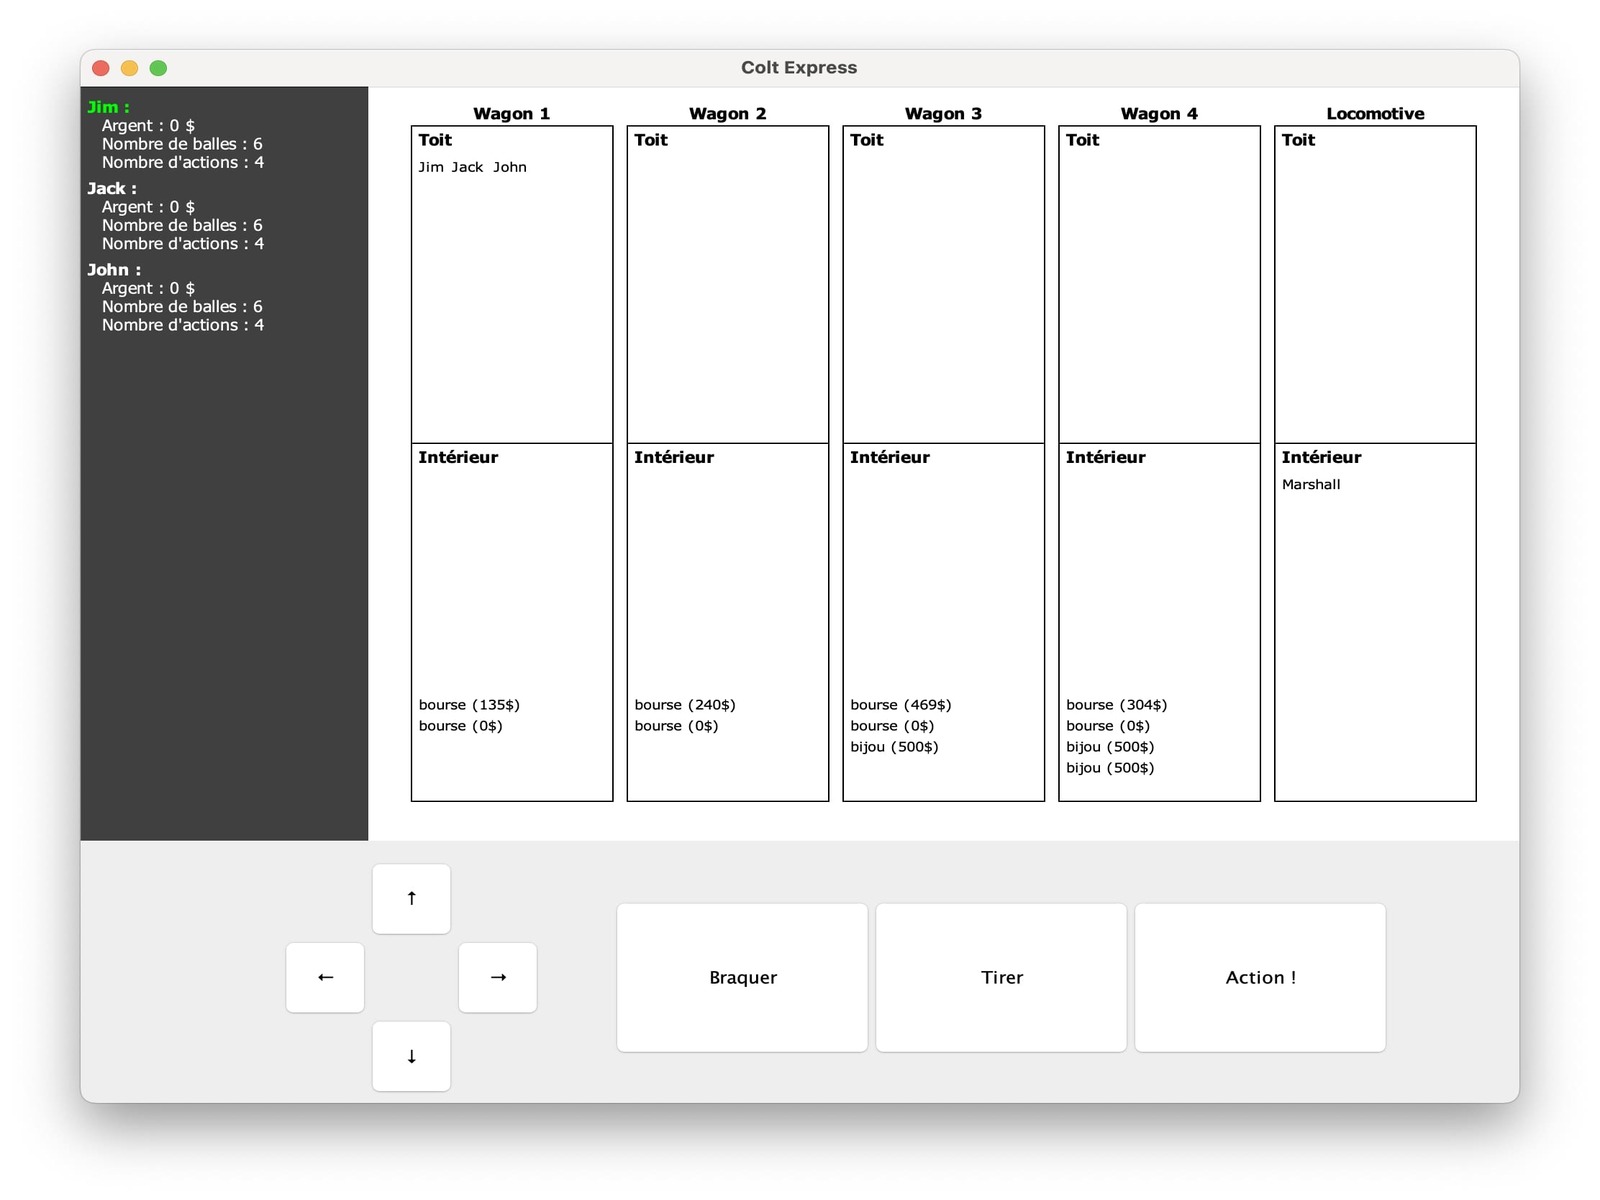 Colt Express
Jim :
Argent : 0 $
Nombre de balles : 6
Nombre d'actions : 4
Jack :
Argent : 0 $
Nombre de balles : 6
Nombre d'actions : 4
John :
Argent : 0 $
Nombre de balles : 6
Nombre d'actions : 4
Wagon 1
Toit
Jim Jack John
Intérieur
bourse (135$)
bourse (0$)
Wagon 2
Toit
Intérieur
bourse (240$)
bourse (0$)
Wagon 3
Toit
Intérieur
bourse (469$)
bourse (0$)
bijou (500$)
Wagon 4
Toit
Intérieur
bourse (304$)
bourse (0$)
bijou (500$)
bijou (500$)
Locomotive
Toit
Intérieur
Marshall
↑
← →
↓
Braquer
Tirer
Action !